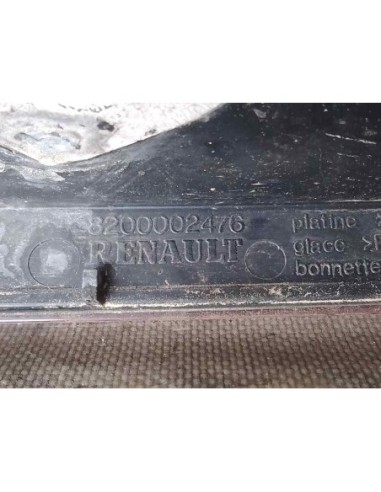 8200002476
RENAULT
platine
glace >P
bonnette